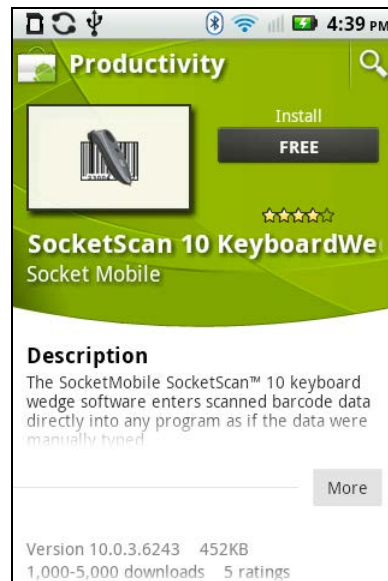 4:39 PM
Productivity
Install
FREE
SocketScan 10 KeyboardWe
Socket Mobile
Description
The SocketMobile SocketScan™ 10 keyboard
wedge software enters scanned barcode data
directly into any program as if the data were
manually typed
More
Version 10.0.3.6243 452KB
1,000-5,000 downloads 5 ratings